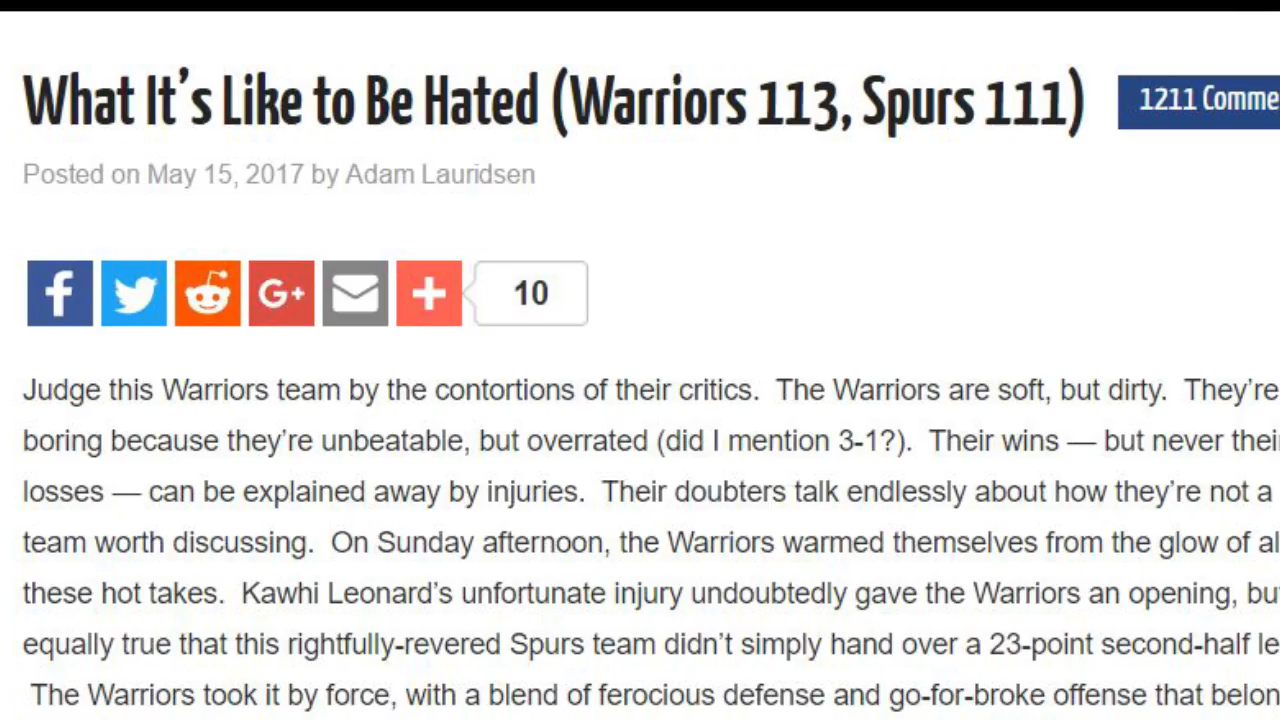 What It’s Like to Be Hated (Warriors 113, Spurs 111)
1211 Comme
Posted on May 15, 2017 by Adam Lauridsen
f
G+
+
10
Judge this Warriors team by the contortions of their critics.  The Warriors are soft, but dirty.  They’re
boring because they’re unbeatable, but overrated (did I mention 3-1?).  Their wins — but never thei
losses — can be explained away by injuries.  Their doubters talk endlessly about how they’re not a
team worth discussing.  On Sunday afternoon, the Warriors warmed themselves from the glow of al
these hot takes.  Kawhi Leonard’s unfortunate injury undoubtedly gave the Warriors an opening, bu
equally true that this rightfully-revered Spurs team didn’t simply hand over a 23-point second-half le
The Warriors took it by force, with a blend of ferocious defense and go-for-broke offense that belon